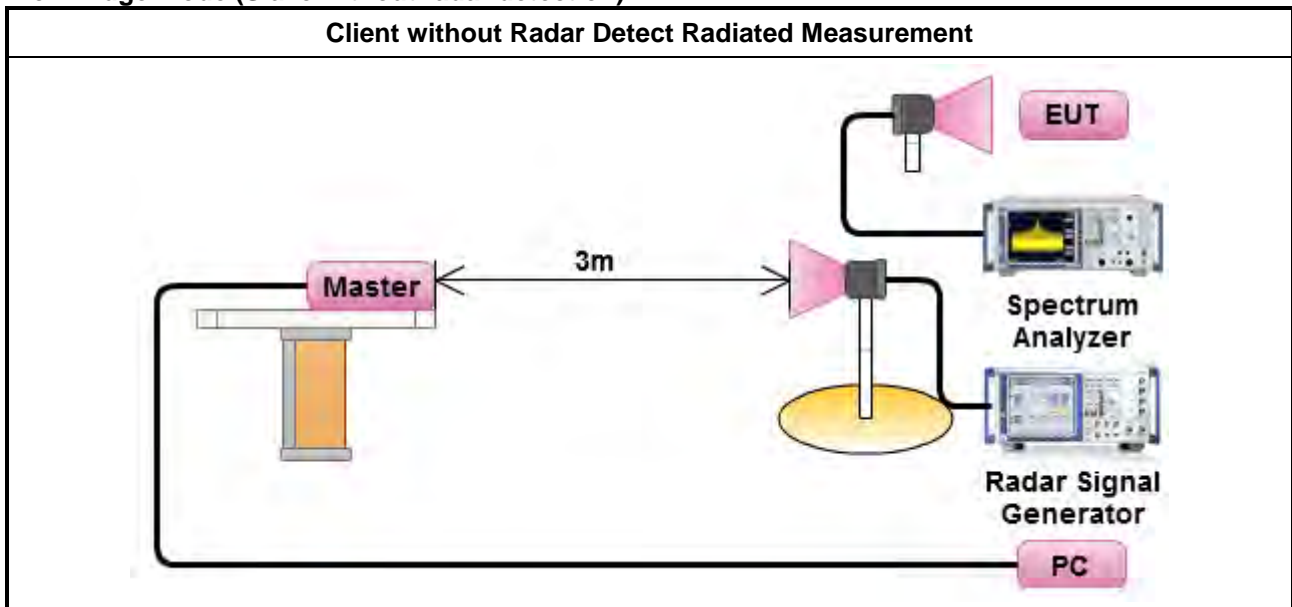 Client without Radar Detect Radiated Measurement
EUT
3m
Master
Spectrum
Analyzer
Radar Signal
Generator
PC